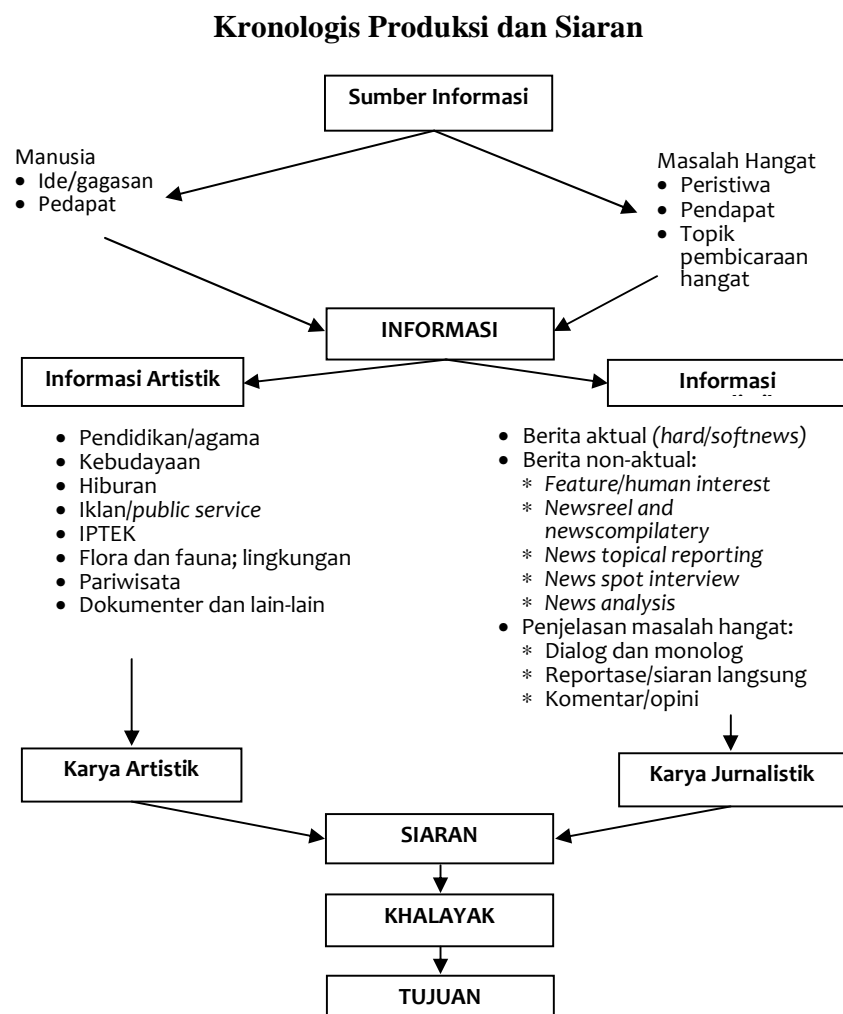 Kronologis Produksi dan Siaran
Sumber Informasi
Manusia
• Ide/gagasan
• Pedapat
Masalah Hangat
• Peristiwa
• Pendapat
• Topik
pembicaraan
hangat
INFORMASI
Informasi Artistik
Informasi
• Pendidikan/agama
• Kebudayaan
• Hiburan
• Iklan/public service
• IPTEK
• Flora dan fauna; lingkungan
• Pariwisata
• Dokumenter dan lain-lain
• Berita aktual (hard/softnews)
• Berita non-aktual:
* Feature/human interest
* Newsreel and
newscompilatery
* News topical reporting
* News spot interview
* News analysis
• Penjelasan masalah hangat:
* Dialog dan monolog
* Reportase/siaran langsung
* Komentar/opini
Karya Artistik
Karya Jurnalistik
SIARAN
KHALAYAK
TUJUAN